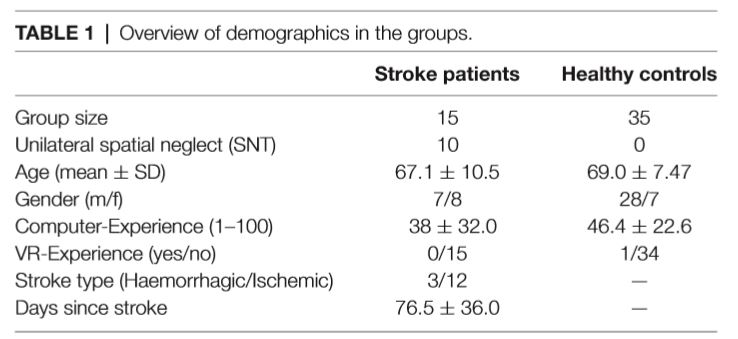 TABLE 1 | Overview of demographics in the groups.
Stroke patients Healthy controls
Group size 15 35
Unilateral spatial neglect (SNT) 10 0
Age (mean ± SD) 67.1 ± 10.5 69.0 ± 7.47
Gender (m/f) 7/8 28/7
Computer-Experience (1–100) 38 ± 32.0 46.4 ± 22.6
VR-Experience (yes/no) 0/15 1/34
Stroke type (Haemorrhagic/Ischemic) 3/12 —
Days since stroke 76.5 ± 36.0 —